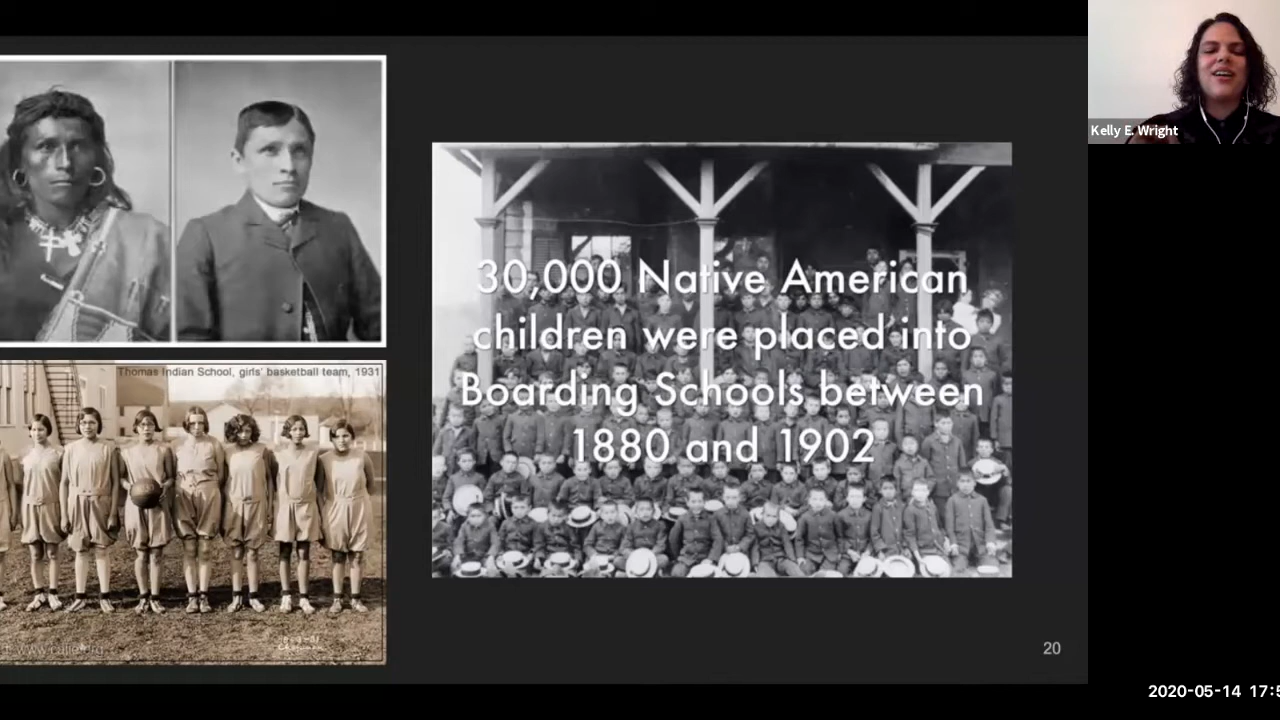 Kelly E. Wright
30,000 Native American
children were placed into
Boarding Schools between
1880 and 1902
Thomas Indian School, girls' basketball team, 1931
20
2020-05-14 17:5